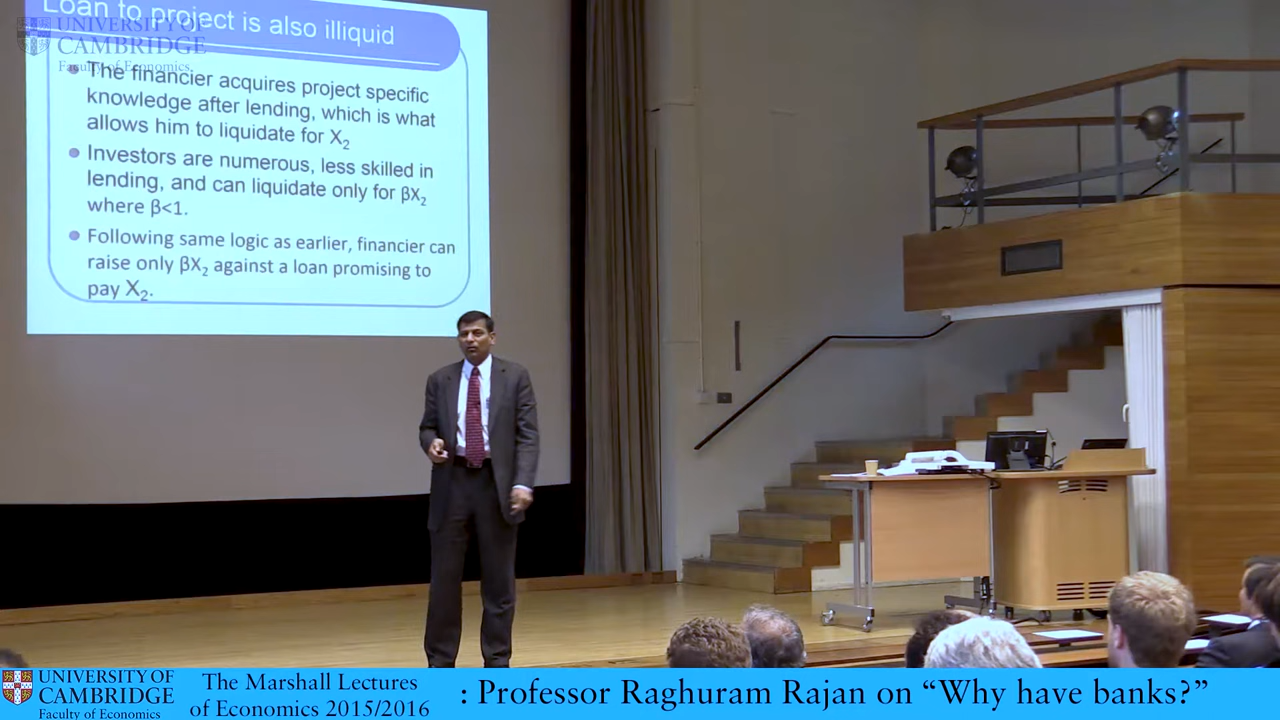 Loan to project is also illiquid
UNIVERSITY OF
CAMBRIDGE
Faculty of Economics
The financier acquires project specific
knowledge after lending, which is what
allows him to liquidate for X₂
Investors are numerous, less skilled in
lending, and can liquidate only for βX₂
where β<1.
Following same logic as earlier, financier can
raise only βX₂ against a loan promising to
pay X₂.
UNIVERSITY OF
CAMBRIDGE
Faculty of Economics
The Marshall Lectures
of Economics 2015/2016
: Professor Raghuram Rajan on “Why have banks?”